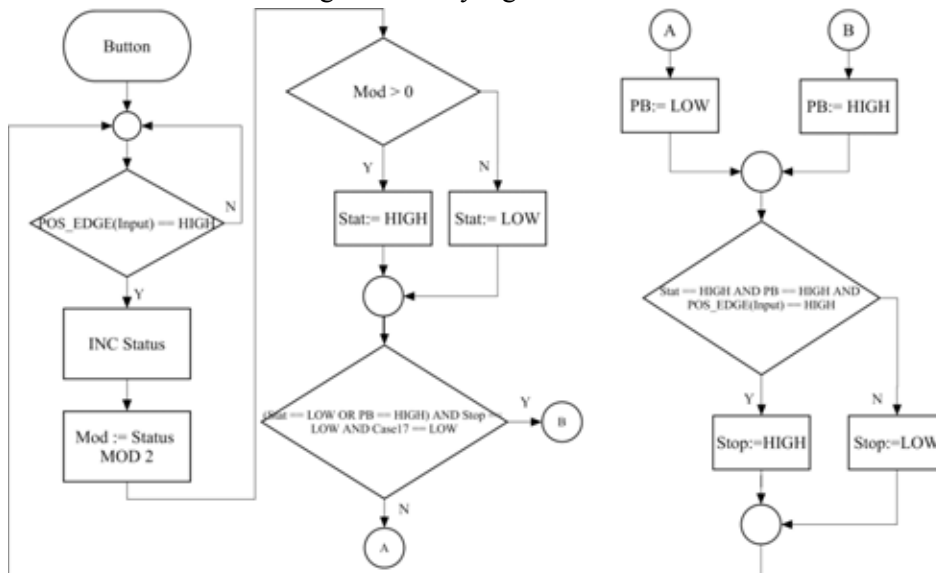 Button
POS_EDGE(Input) == HIGH
N
Y
INC Status
Mod := Status
MOD 2
Mod > 0
Y
N
Stat:= HIGH
Stat:= LOW
(Stat == LOW OR PB == HIGH) AND Stop ==
LOW AND Case17 == LOW
Y
B
N
A
A
B
PB:= LOW
PB:= HIGH
Stat == HIGH AND PB == HIGH AND
POS_EDGE(Input) == HIGH
Y
N
Stop:=HIGH
Stop:=LOW